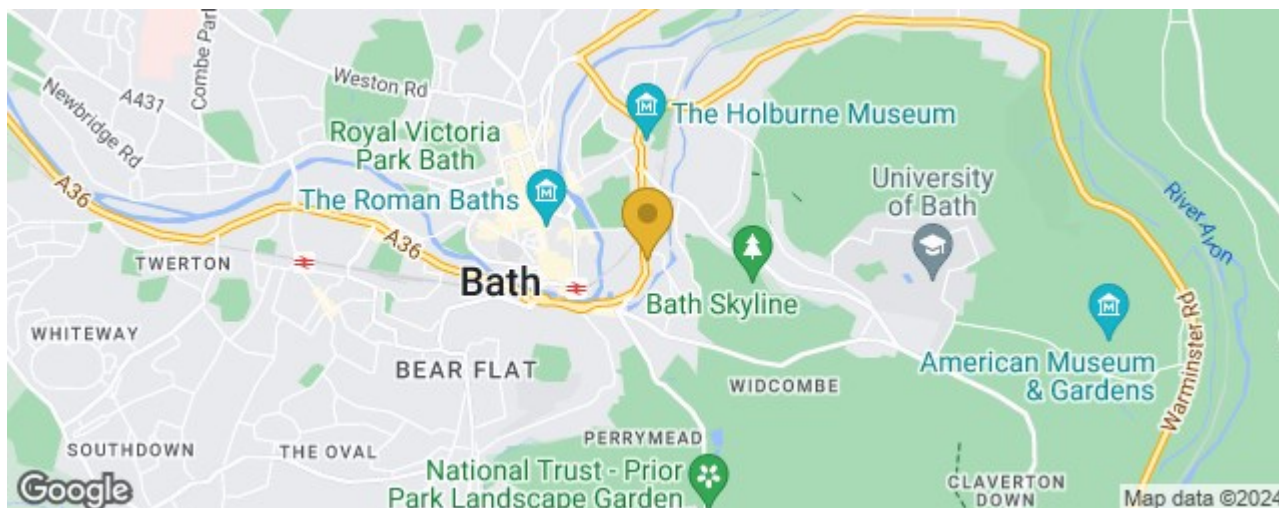 Combe Park
Weston Rd
A431
Newbridge Rd
Royal Victoria
Park Bath
The Holburne Museum
The Roman Baths
University
of Bath
River Avon
A36
A36
TWERTON
Bath
Bath Skyline
WHITEWAY
BEAR FLAT
WIDCOMBE
American Museum
& Gardens
Warminster Rd
SOUTHDOWN
THE OVAL
PERRYMEAD
National Trust - Prior
Park Landscape Garden
CLAVERTON
DOWN
Google
Map data ©2024